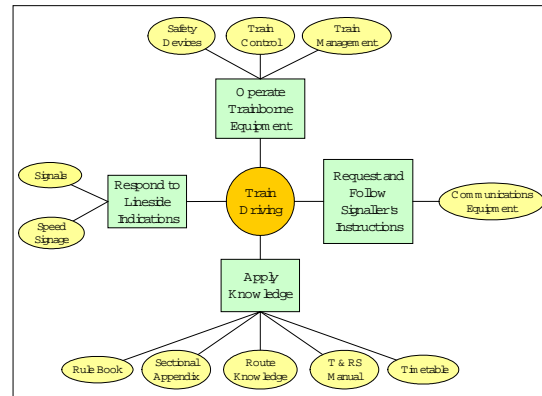 Safety
Devices
Train
Control
Train
Management
Operate
Trainborne
Equipment
Signals
Speed
Signage
Respond to
Lineside
Indications
Train
Driving
Request and
Follow
Signaller's
Instructions
Communications
Equipment
Apply
Knowledge
Rule Book
Sectional
Appendix
Route
Knowledge
T & RS
Manual
Timetable